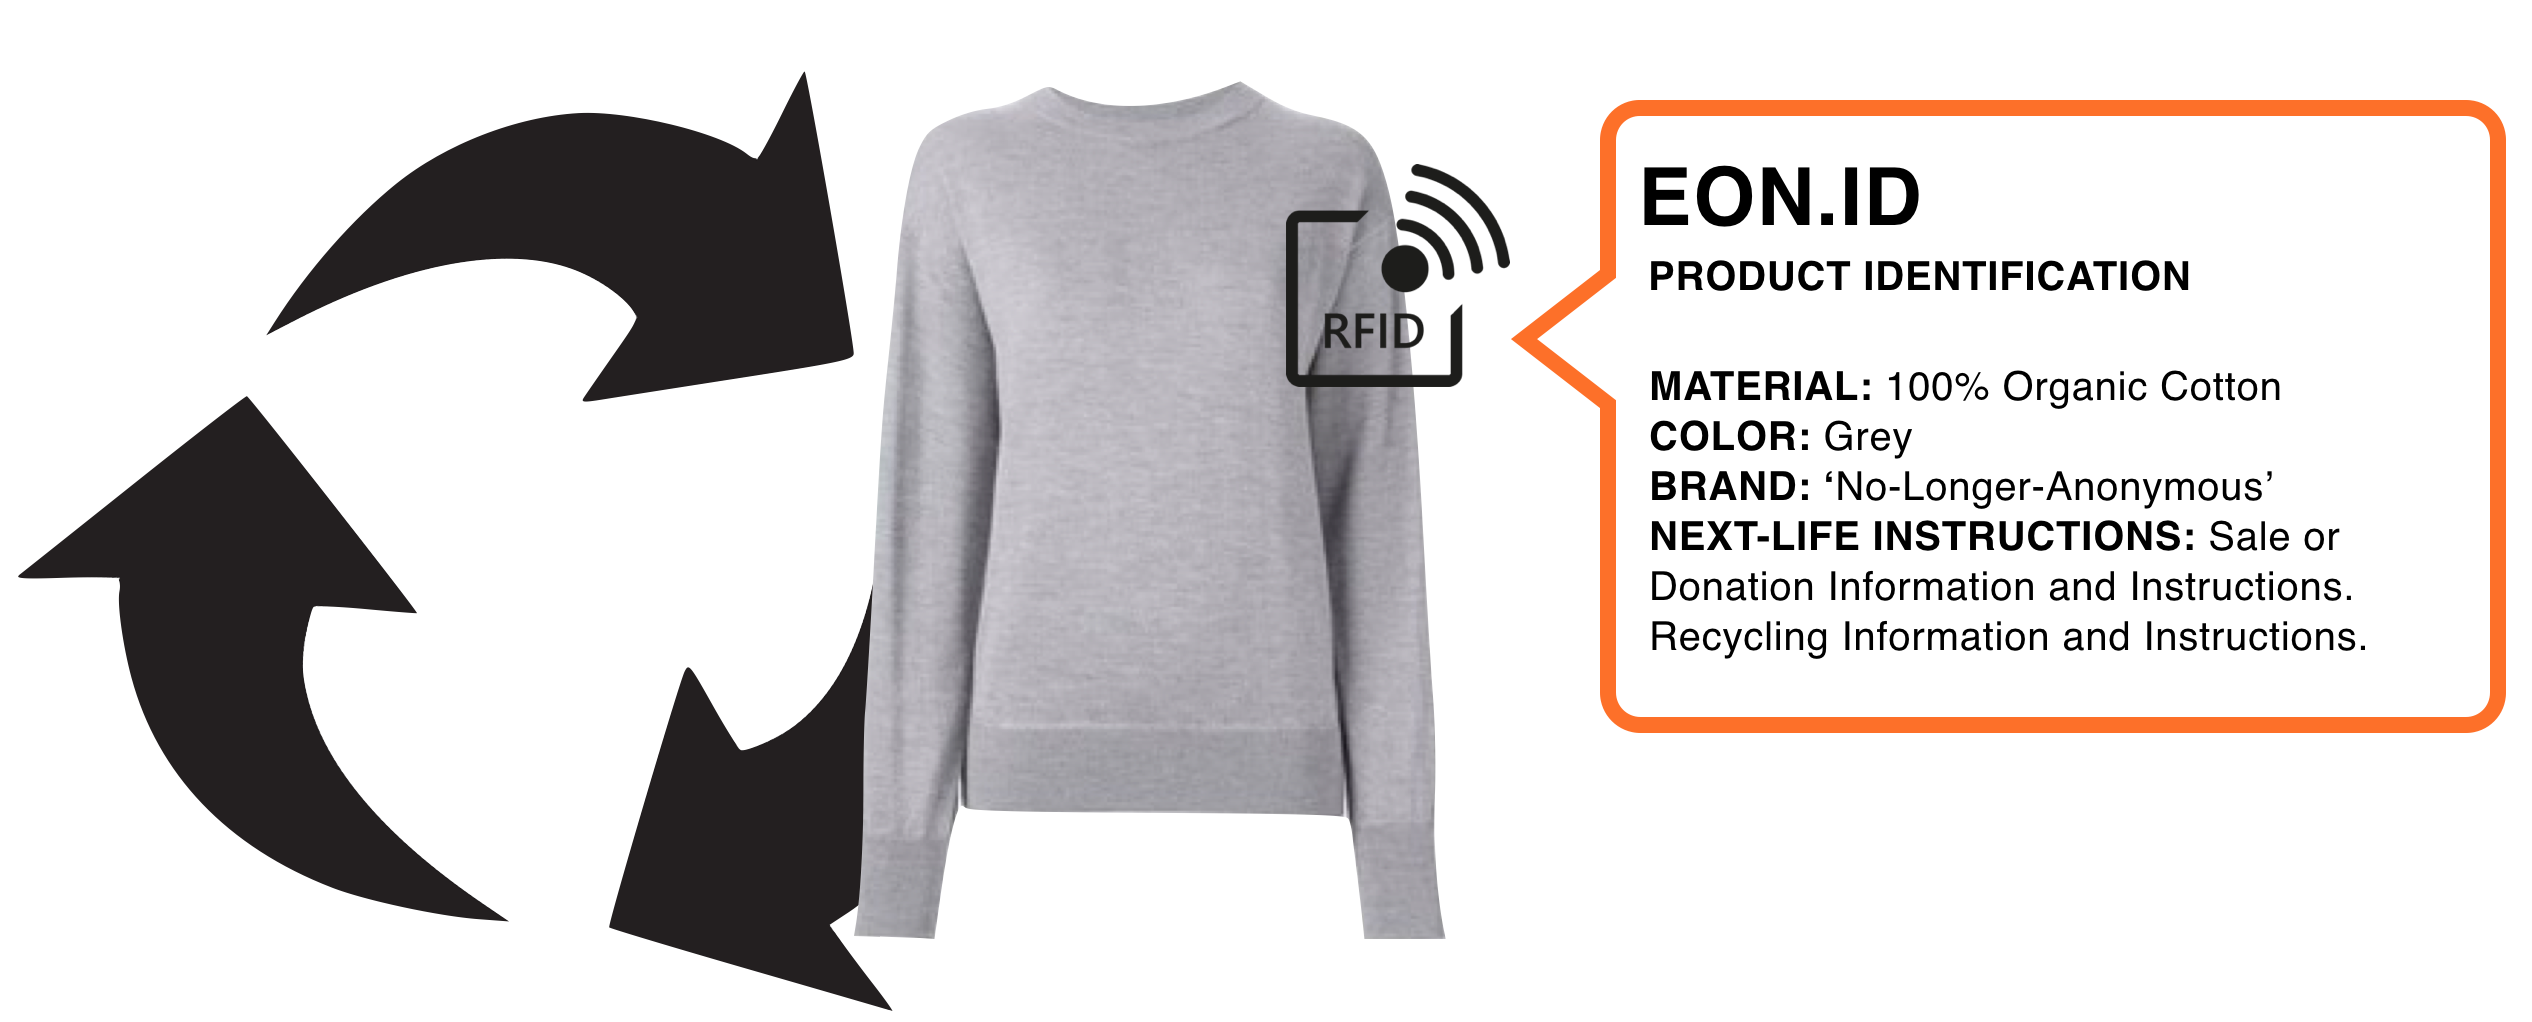 RFID
EON.ID
PRODUCT IDENTIFICATION
MATERIAL: 100% Organic Cotton
COLOR: Grey
BRAND: ‘No-Longer-Anonymous’
NEXT-LIFE INSTRUCTIONS: Sale or
Donation Information and Instructions.
Recycling Information and Instructions.